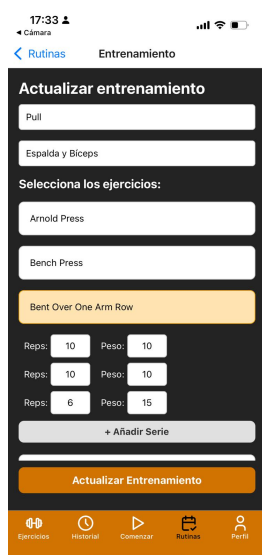 17:33
◀ Cámara
Rutinas Entrenamiento
Actualizar entrenamiento
Pull
Espalda y Bíceps
Selecciona los ejercicios:
Arnold Press
Bench Press
Bent Over One Arm Row
Reps: 10 Peso: 10
Reps: 10 Peso: 10
Reps: 6 Peso: 15
+ Añadir Serie
Actualizar Entrenamiento
Ejercicios Historial Comenzar Rutinas Perfil